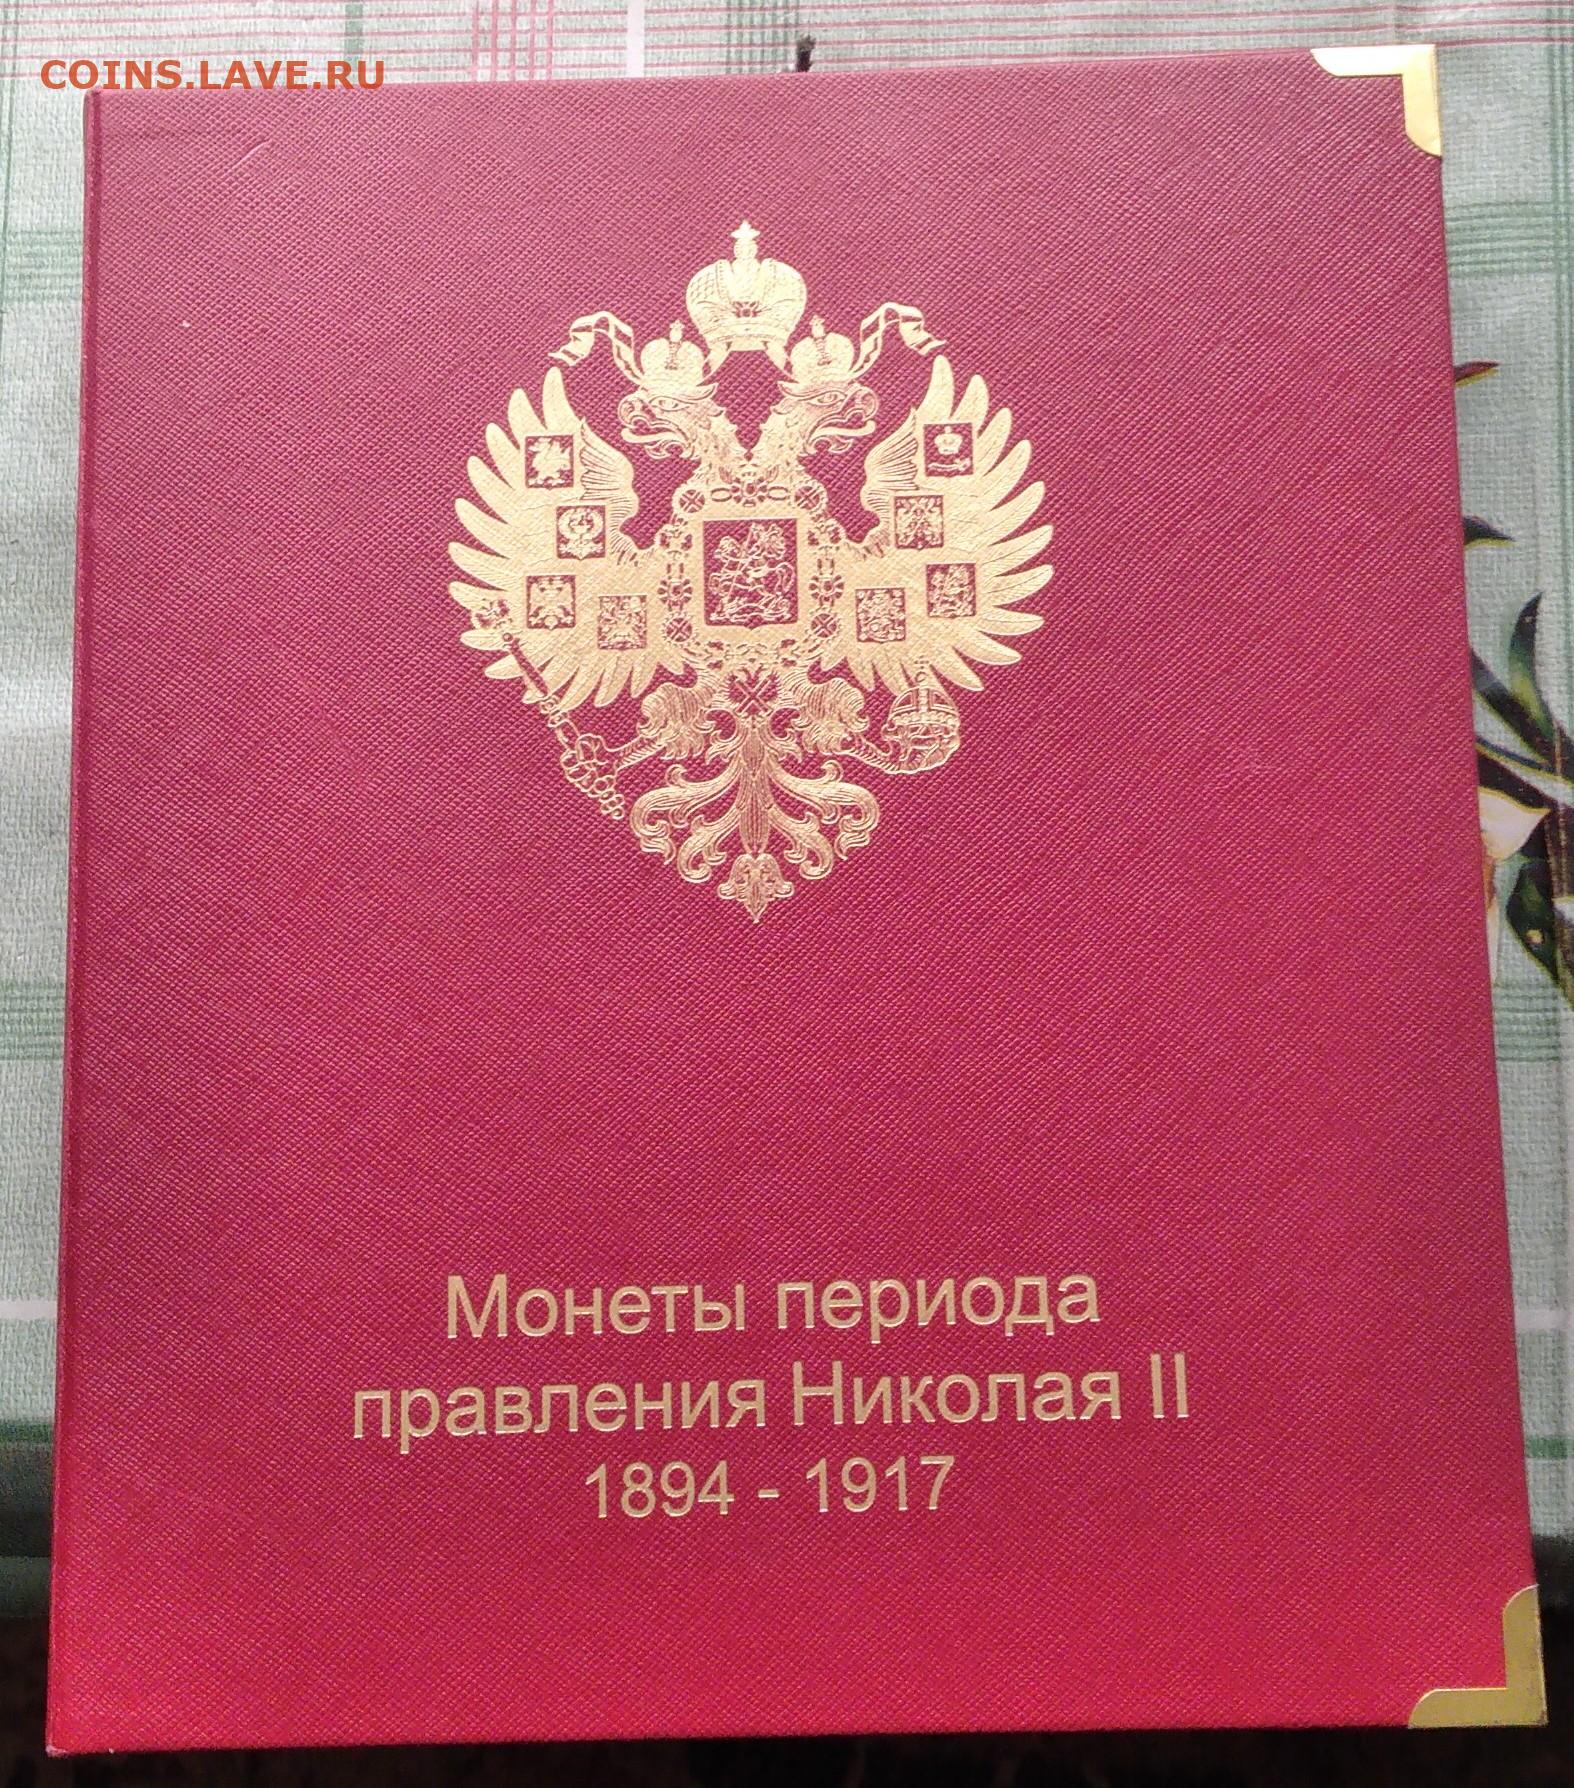 COINS.LAVE.RU
Монеты периода
правления Николая II
1894 - 1917